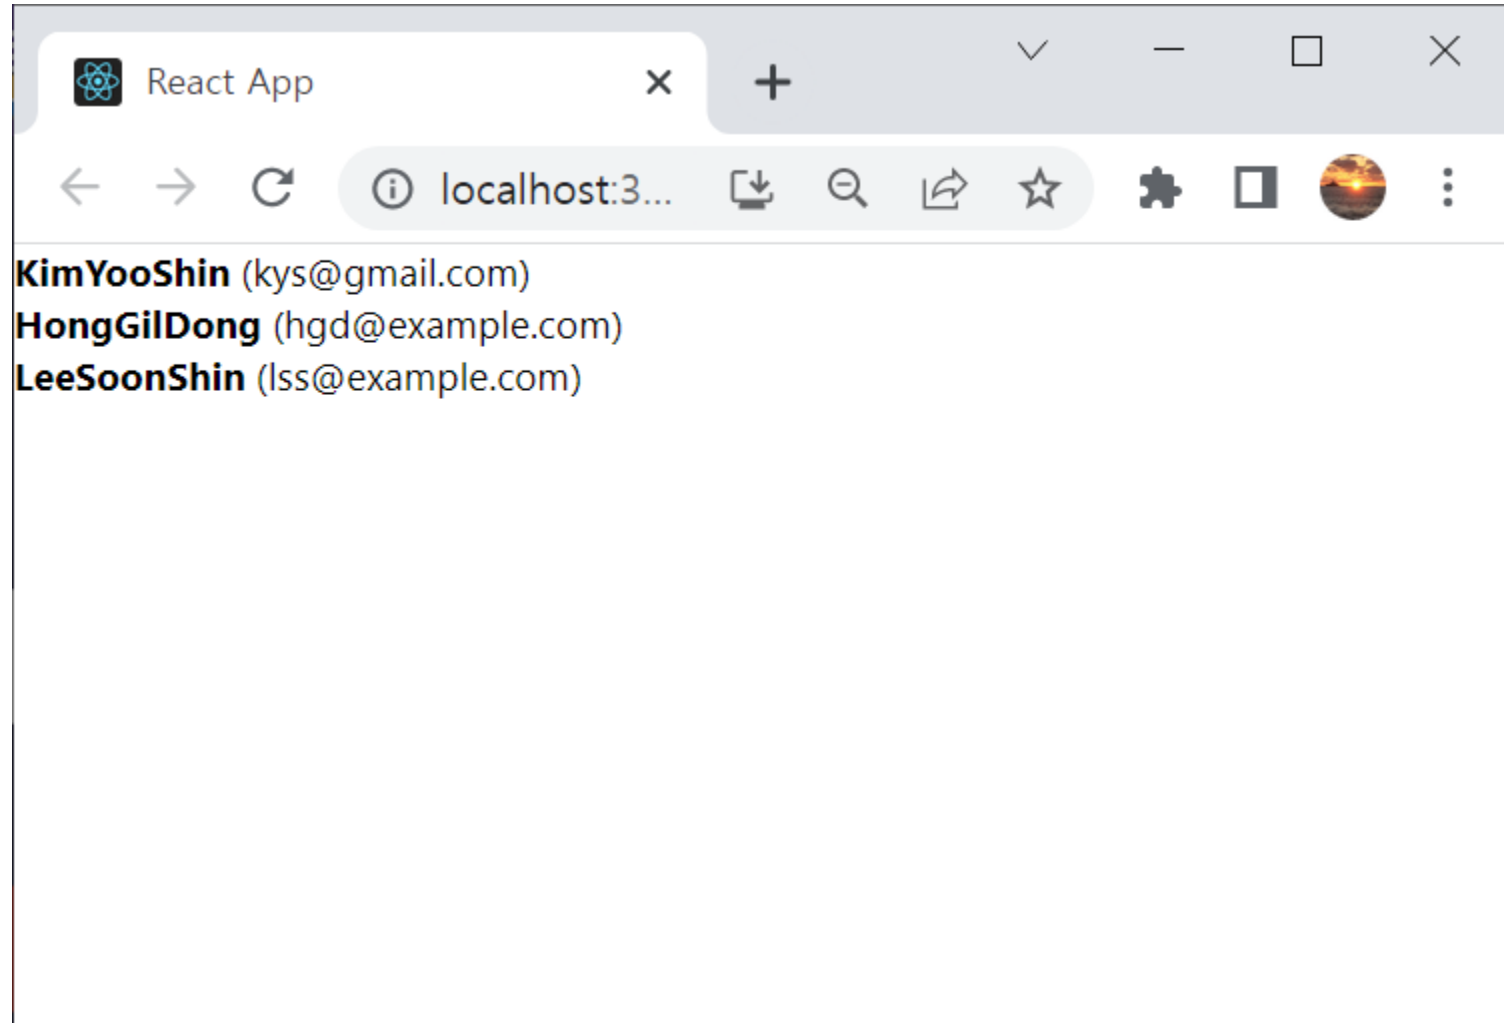 React App
localhost:3...
KimYooShin (kys@gmail.com)
HongGilDong (hgd@example.com)
LeeSoonShin (lss@example.com)